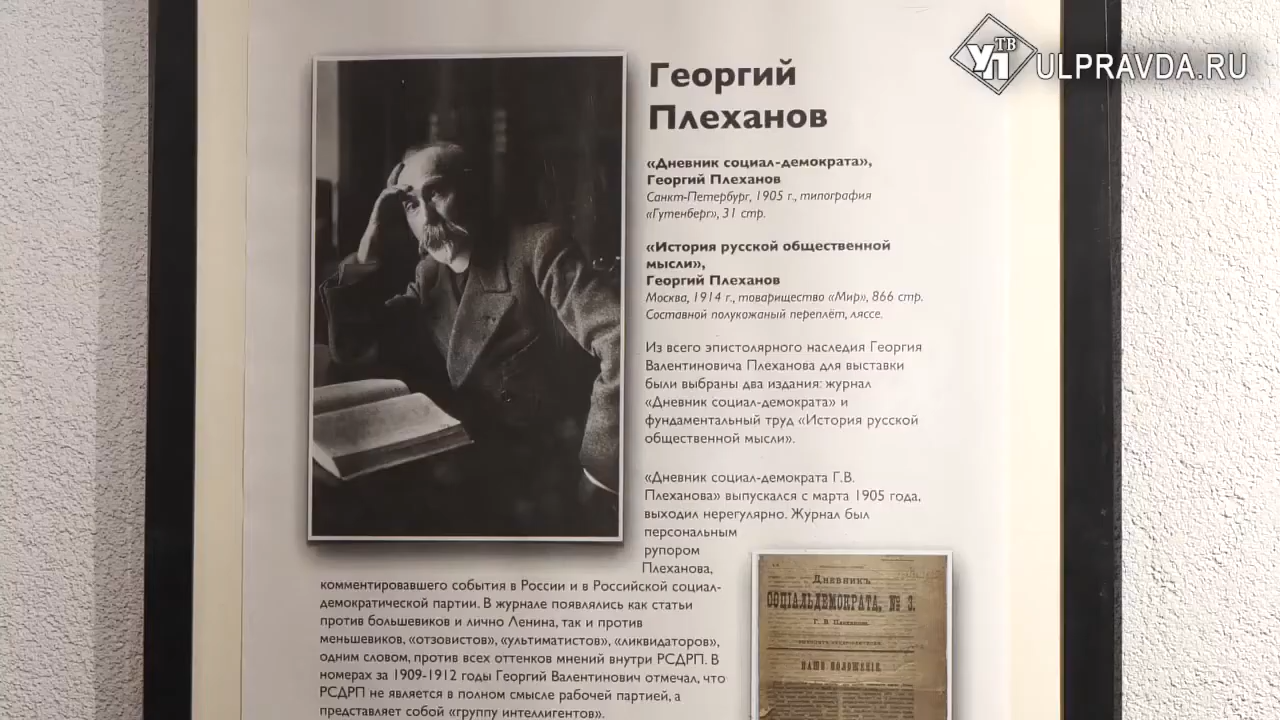 УП ТВ ULPRAVDA.RU
Георгий
Плеханов
«Дневник социал-демократа»,
Георгий Плеханов
Санкт-Петербург, 1905 г., типография
«Гутенберг», 31 стр.
«История русской общественной
мысли»,
Георгий Плеханов
Москва, 1914 г., товарищество «Мир», 866 стр.
Составной полукожаный переплёт, ляссе.
Из всего эпистолярного наследия Георгия
Валентиновича Плеханова для выставки
были выбраны два издания: журнал
«Дневник социал-демократа» и
фундаментальный труд «История русской
общественной мысли».
«Дневник социал-демократа Г.В.
Плеханова» выпускался с марта 1905 года,
выходил нерегулярно. Журнал был
персональным
рупором
Плеханова,
комментировавшего события в России и в Российской социал-
демократической партии. В журнале появлялись как статьи
против большевиков и лично Ленина, так и против
меньшевиков, «отзовистов», «ультиматистов», «ликвидаторов»,
одним словом, против всех оттенков мнений внутри РСДРП. В
номерах за 1909-1912 годы Георгий Валентинович отмечал, что
РСДРП не является в полном смысле рабочей партией, а
представляет собой «группу интеллигентов».
Дневникъ
СОЦІАЛЬДЕМОКРАТА, № 3.
Г. В. Плеханова.
НАШЕ ПОЛОЖЕНІЕ.